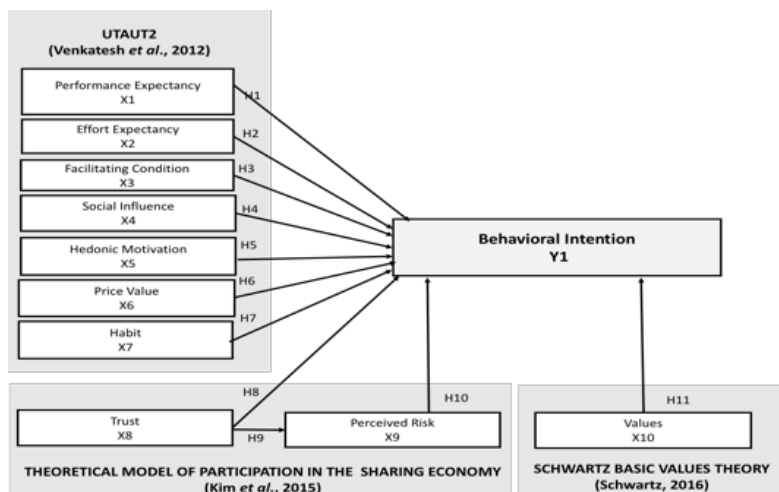 UTAUT2
(Venkatesh et al., 2012)
Performance Expectancy
X1
H1
Effort Expectancy
X2
H2
Facilitating Condition
X3
H3
Social Influence
X4
H4
Hedonic Motivation
X5
H5
Price Value
X6
H6
Habit
X7
H7
Behavioral Intention
Y1
H8
Trust
X8
H9
Perceived Risk
X9
H10
THEORETICAL MODEL OF PARTICIPATION IN THE SHARING ECONOMY
(Kim et al., 2015)
H11
Values
X10
SCHWARTZ BASIC VALUES THEORY
(Schwartz, 2016)